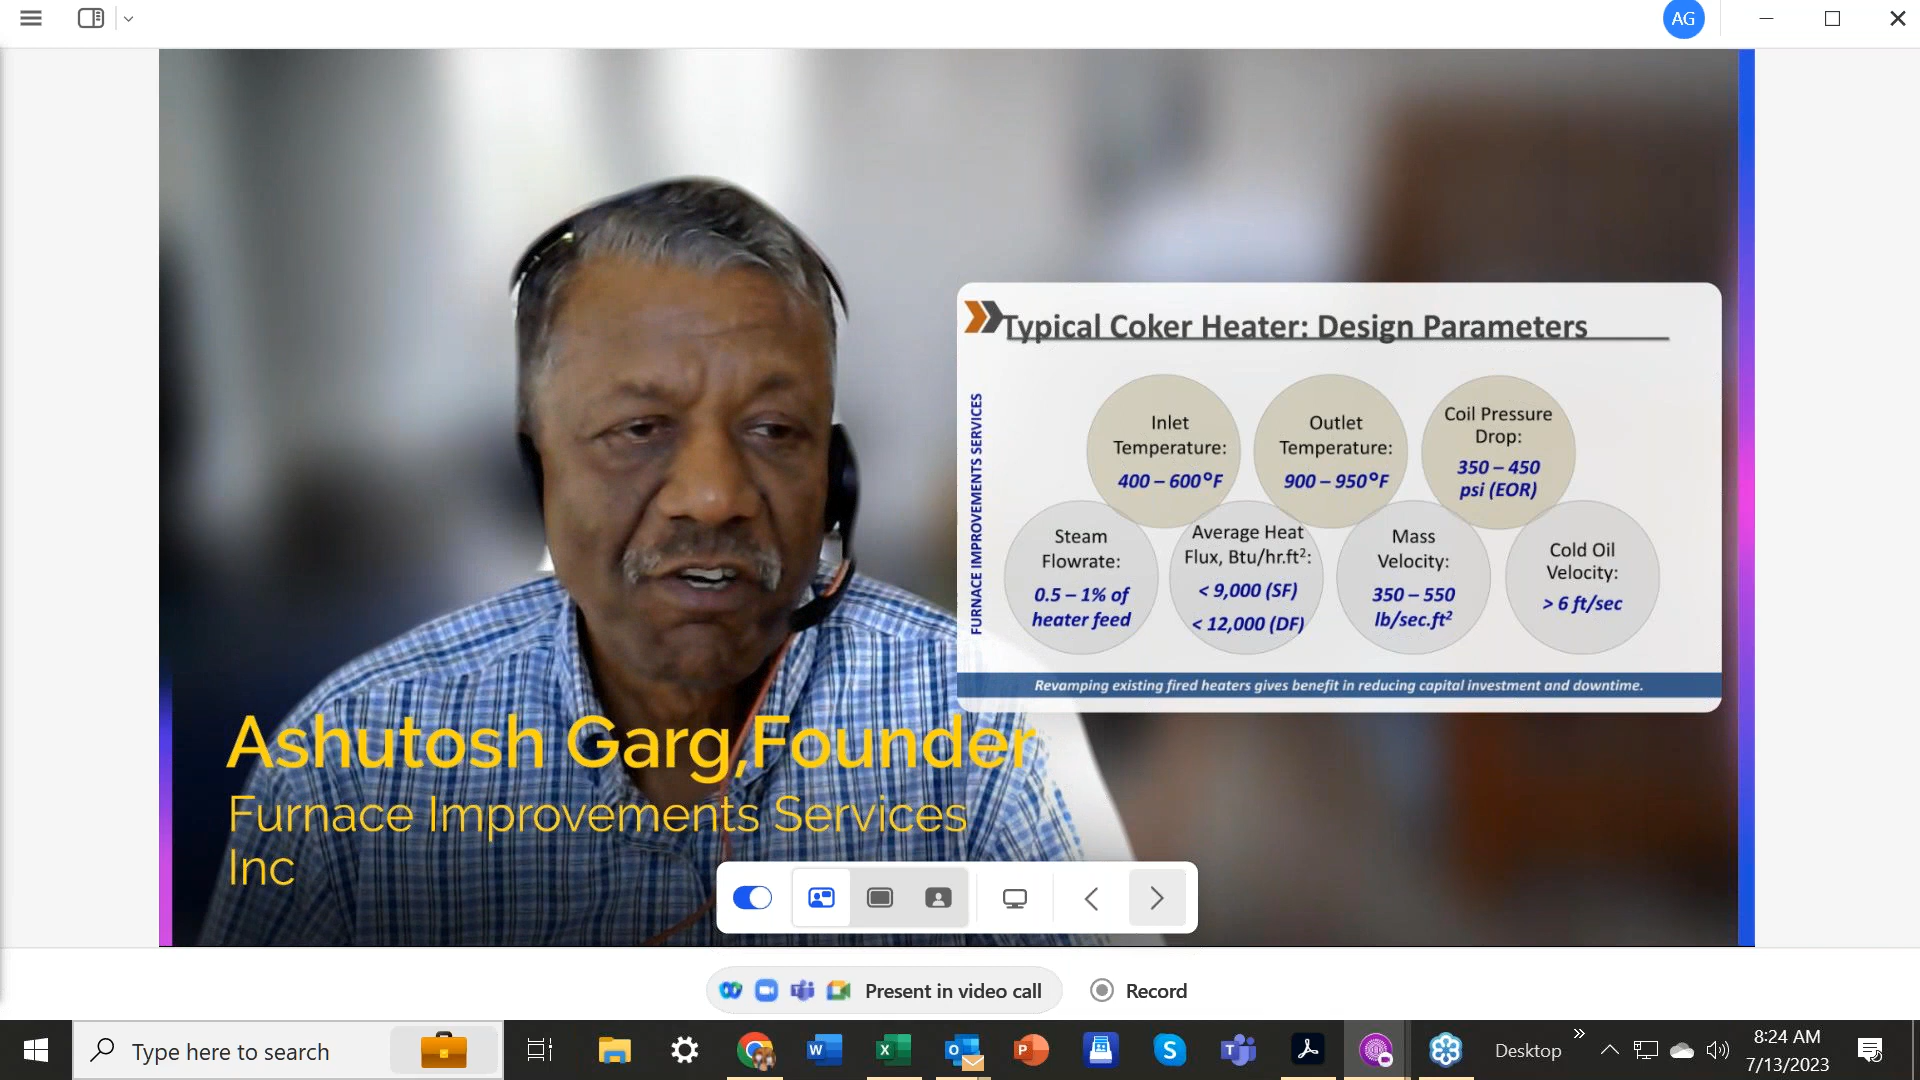 AG
Typical Coker Heater: Design Parameters
FURNACE IMPROVEMENTS SERVICES
Inlet
Temperature:
400 – 600°F
Outlet
Temperature:
900 – 950°F
Coil Pressure
Drop:
350 – 450
psi (EOR)
Steam
Flowrate:
0.5 – 1% of
heater feed
Average Heat
Flux, Btu/hr.ft²:
< 9,000 (SF)
< 12,000 (DF)
Mass
Velocity:
350 – 550
lb/sec.ft²
Cold Oil
Velocity:
> 6 ft/sec
Revamping existing fired heaters gives benefit in reducing capital investment and downtime.
Ashutosh Garg,Founder
Furnace Improvements Services
Inc
Present in video call
Record
Type here to search
Desktop
8:24 AM
7/13/2023